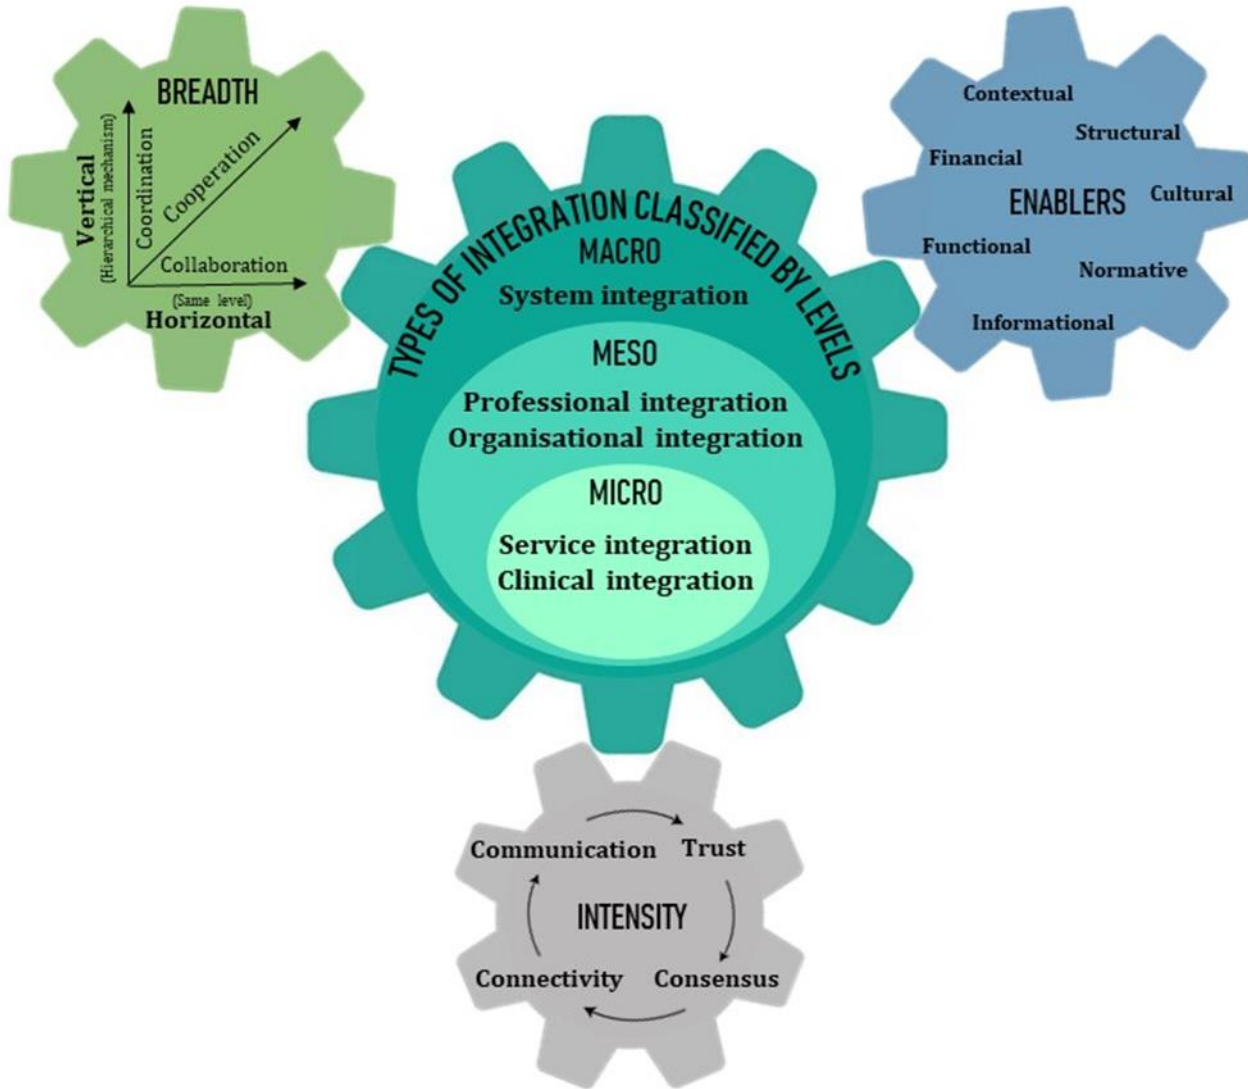 BREADTH
Vertical
(Hierarchical mechanism)
Coordination
Cooperation
Collaboration
(Same level)
Horizontal
TYPES OF INTEGRATION CLASSIFIED BY LEVELS
MACRO
System integration
MESO
Professional integration
Organisational integration
MICRO
Service integration
Clinical integration
Contextual
Structural
Financial
Cultural
ENABLERS
Functional
Normative
Informational
Communication
Trust
INTENSITY
Connectivity
Consensus